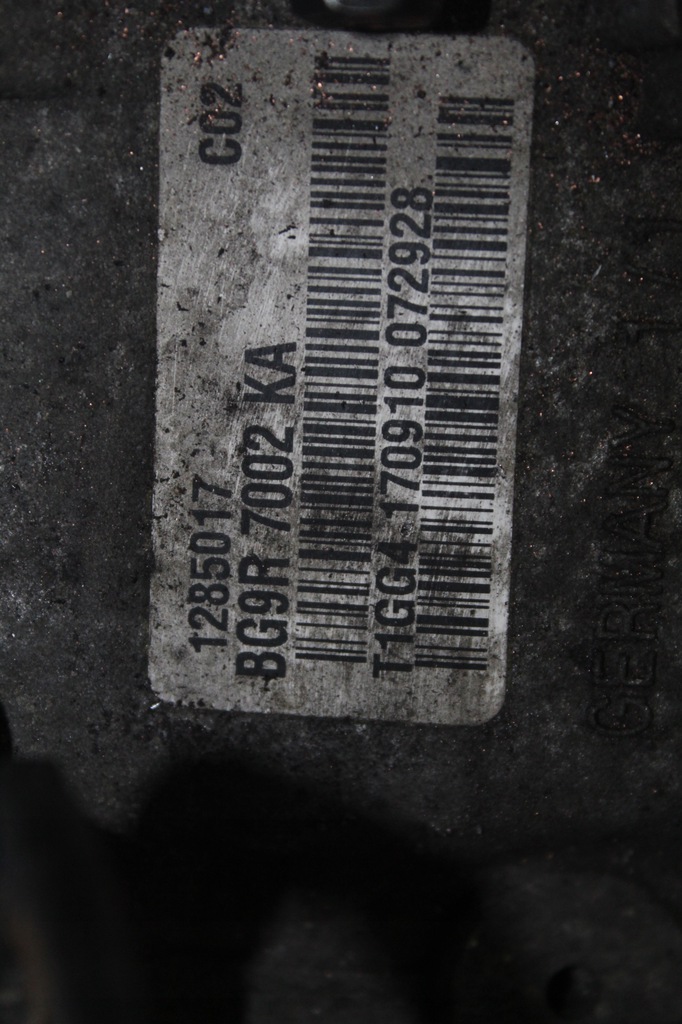 1285017 C02
BG9R 7002 KA
T1GG4 170910 072928
GERMANY